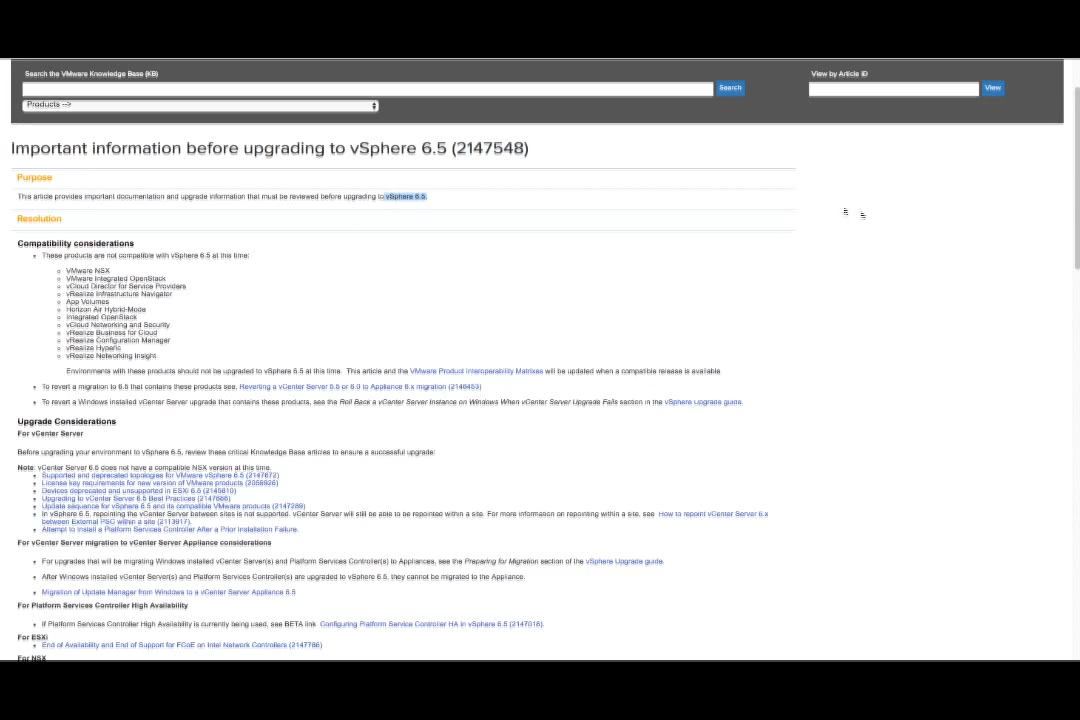 Search the VMware Knowledge Base (KB)
View by Article ID
Search
View
Products -->
Important information before upgrading to vSphere 6.5 (2147548)
Purpose
This article provides important documentation and upgrade information that must be reviewed before upgrading to vSphere 6.5.
Resolution
Compatibility considerations
These products are not compatible with vSphere 6.5 at this time:
VMware NSX
VMware Integrated OpenStack
vCloud Director for Service Providers
vRealize Infrastructure Navigator
App Volumes
Horizon Air Hybrid-Mode
Integrated OpenStack
vCloud Networking and Security
vRealize Business for Cloud
vRealize Configuration Manager
vRealize Hyperic
vRealize Networking Insight
Environments with these products should not be upgraded to vSphere 6.5 at this time. This article and the VMware Product Interoperability Matrixes will be updated when a compatible release is available
To revert a migration to 6.5 that contains these products see, Reverting a vCenter Server 5.5 or 6.0 to Appliance 6.x migration (2146453)
To revert a Windows installed vCenter Server upgrade that contains these products, see the Roll Back a vCenter Server Instance on Windows When vCenter Server Upgrade Fails section in the vSphere Upgrade guide.
Upgrade Considerations
For vCenter Server
Before upgrading your environment to vSphere 6.5, review these critical Knowledge Base articles to ensure a successful upgrade:
Note: vCenter Server 6.5 does not have a compatible NSX version at this time.
Supported and deprecated topologies for VMware vSphere 6.5 (2147672)
License key requirements for new version of VMware products (2059926)
Devices deprecated and unsupported in ESXi 6.5 (2145810)
Upgrading to vCenter Server 6.5 Best Practices (2147686)
Update sequence for vSphere 6.5 and its compatible VMware products (2147289)
In vSphere 6.5, repointing the vCenter Server between sites is not supported. vCenter Server will still be able to be repointed within a site. For more information on repointing within a site, see How to repoint vCenter Server 6.x
between External PSC within a site (2113917).
Attempt to Install a Platform Services Controller After a Prior Installation Failure.
For vCenter Server migration to vCenter Server Appliance considerations
For upgrades that will be migrating Windows installed vCenter Server(s) and Platform Services Controller(s) to Appliances, see the Preparing for Migration section of the vSphere Upgrade guide.
After Windows installed vCenter Server(s) and Platform Services Controller(s) are upgraded to vSphere 6.5, they cannot be migrated to the Appliance.
Migration of Update Manager from Windows to a vCenter Server Appliance 6.5
For Platform Services Controller High Availability
If Platform Services Controller High Availability is currently being used, see BETA link Configuring Platform Service Controller HA in vSphere 6.5 (2147018).
For ESXi
End of Availability and End of Support for FCoE on Intel Network Controllers (2147786)
For NSX